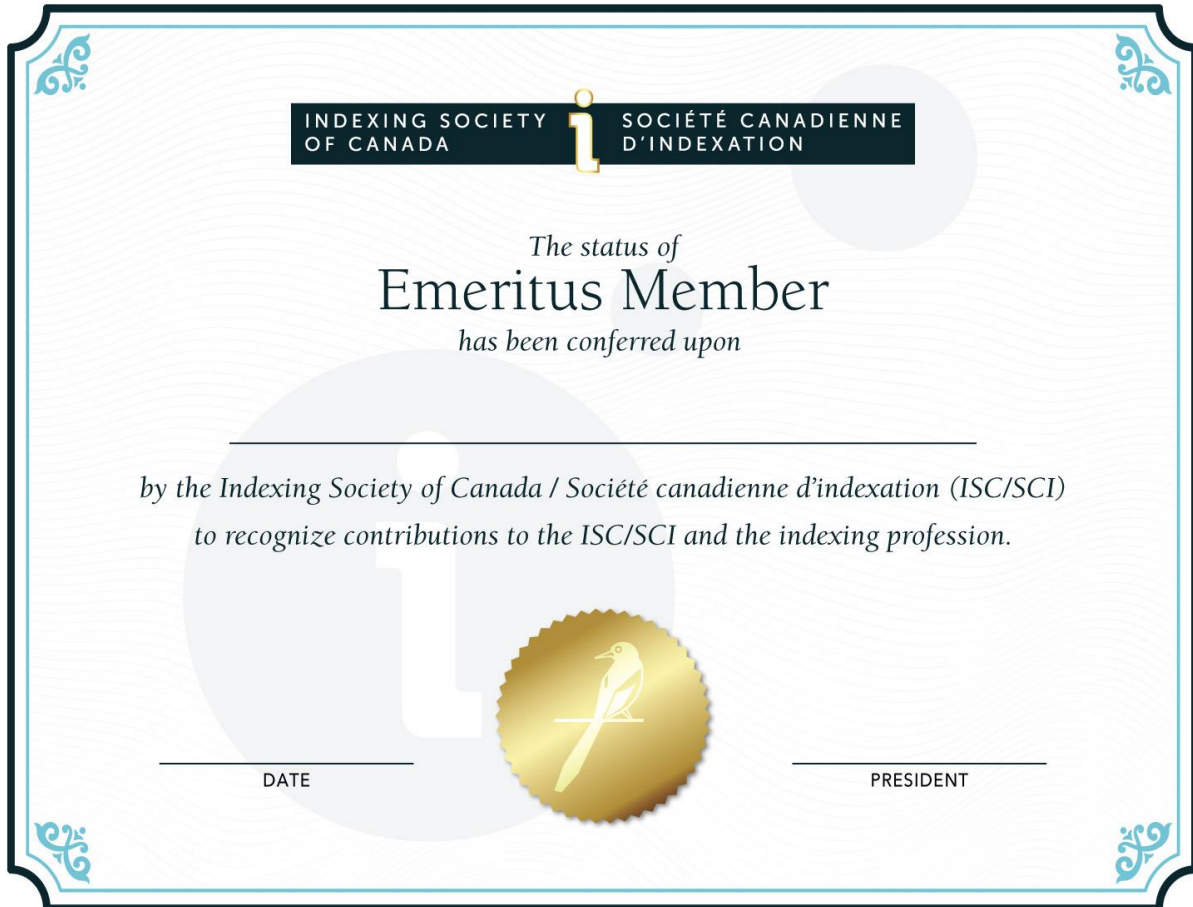 INDEXING SOCIETY
OF CANADA
SOCIÉTÉ CANADIENNE
D'INDEXATION
The status of
Emeritus Member
has been conferred upon
by the Indexing Society of Canada / Société canadienne d'indexation (ISC/SCI)
to recognize contributions to the ISC/SCI and the indexing profession.
DATE
PRESIDENT